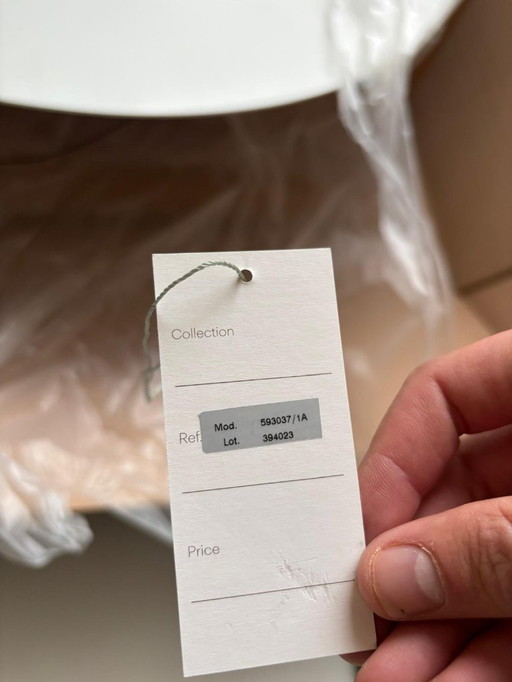 Collection
Ref.
Mod. 593037/1A
Lot. 394023
Price